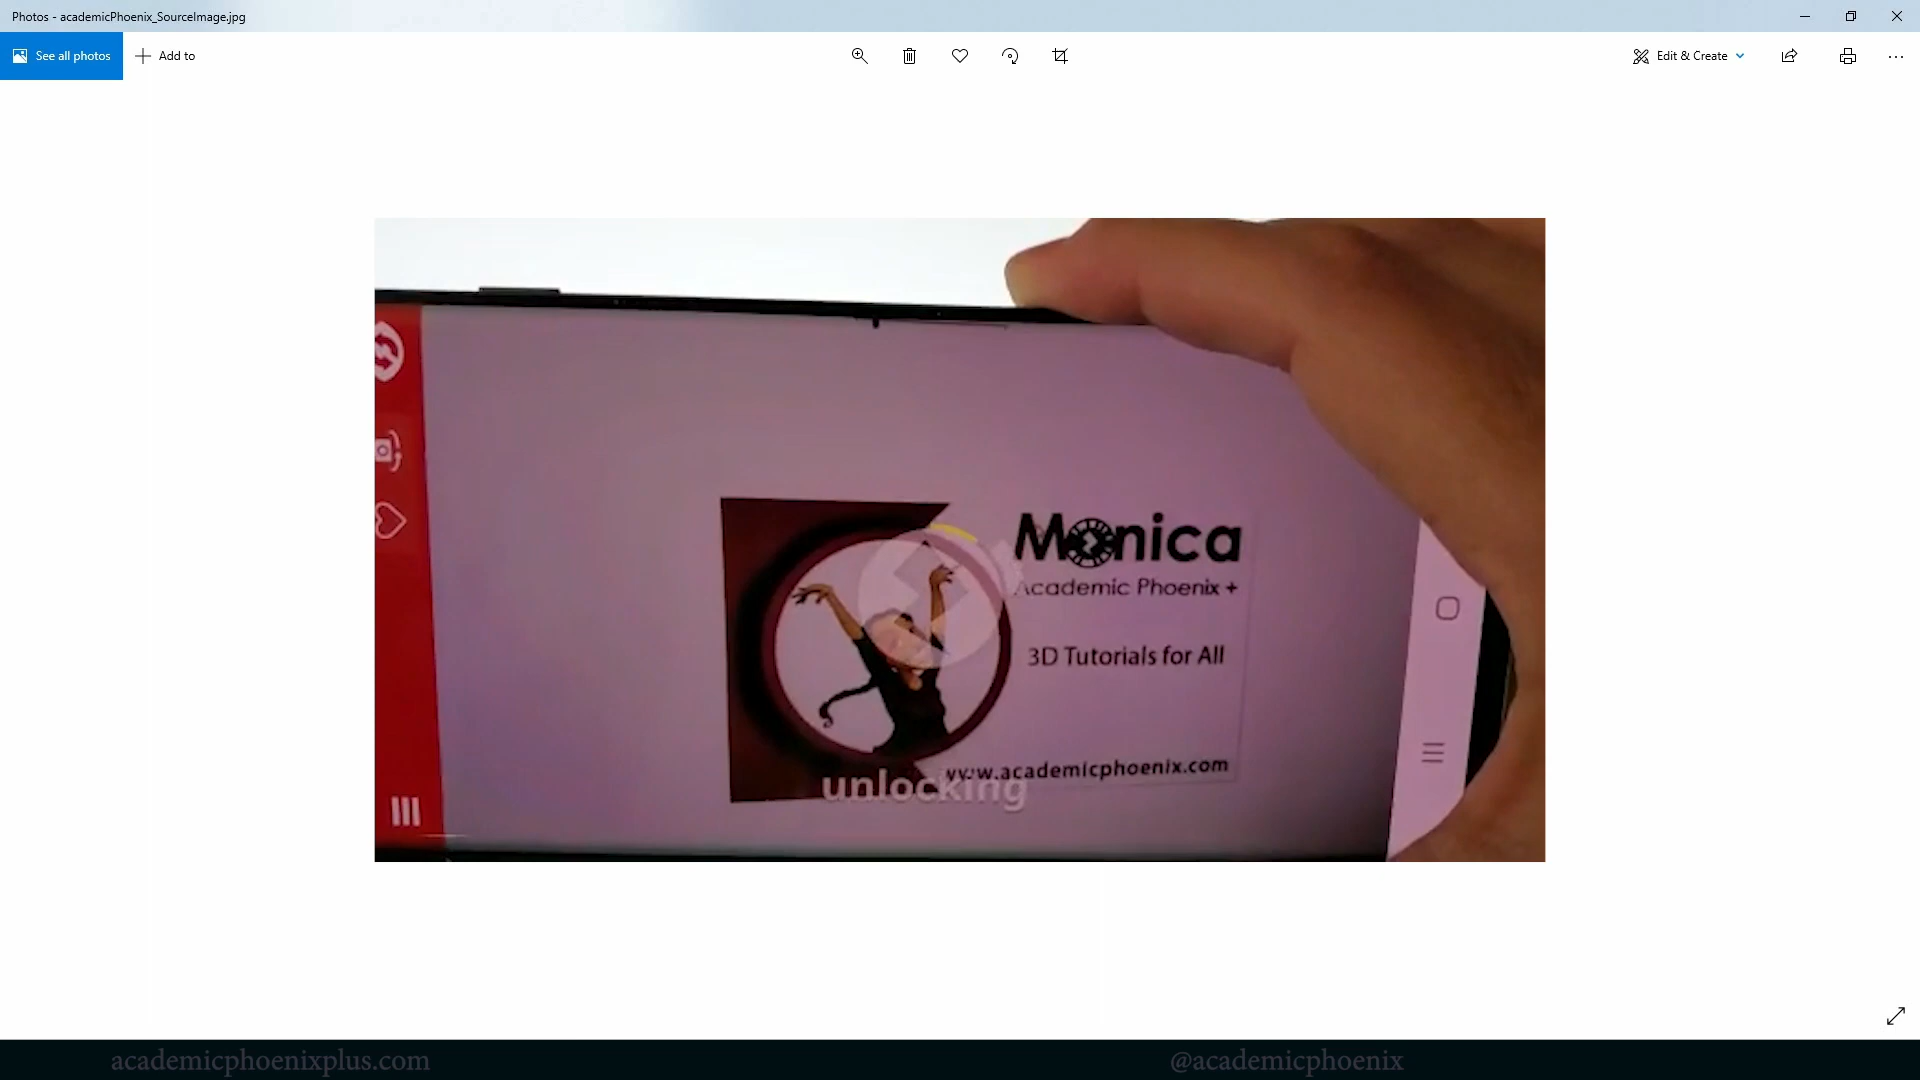 Photos - academicPhoenix_SourceImage.jpg
See all photos
Add to
Edit & Create
Monica
Academic Phoenix +
3D Tutorials for All
www.academicphoenix.com
unlocking
academicphoenixplus.com
@academicphoenix